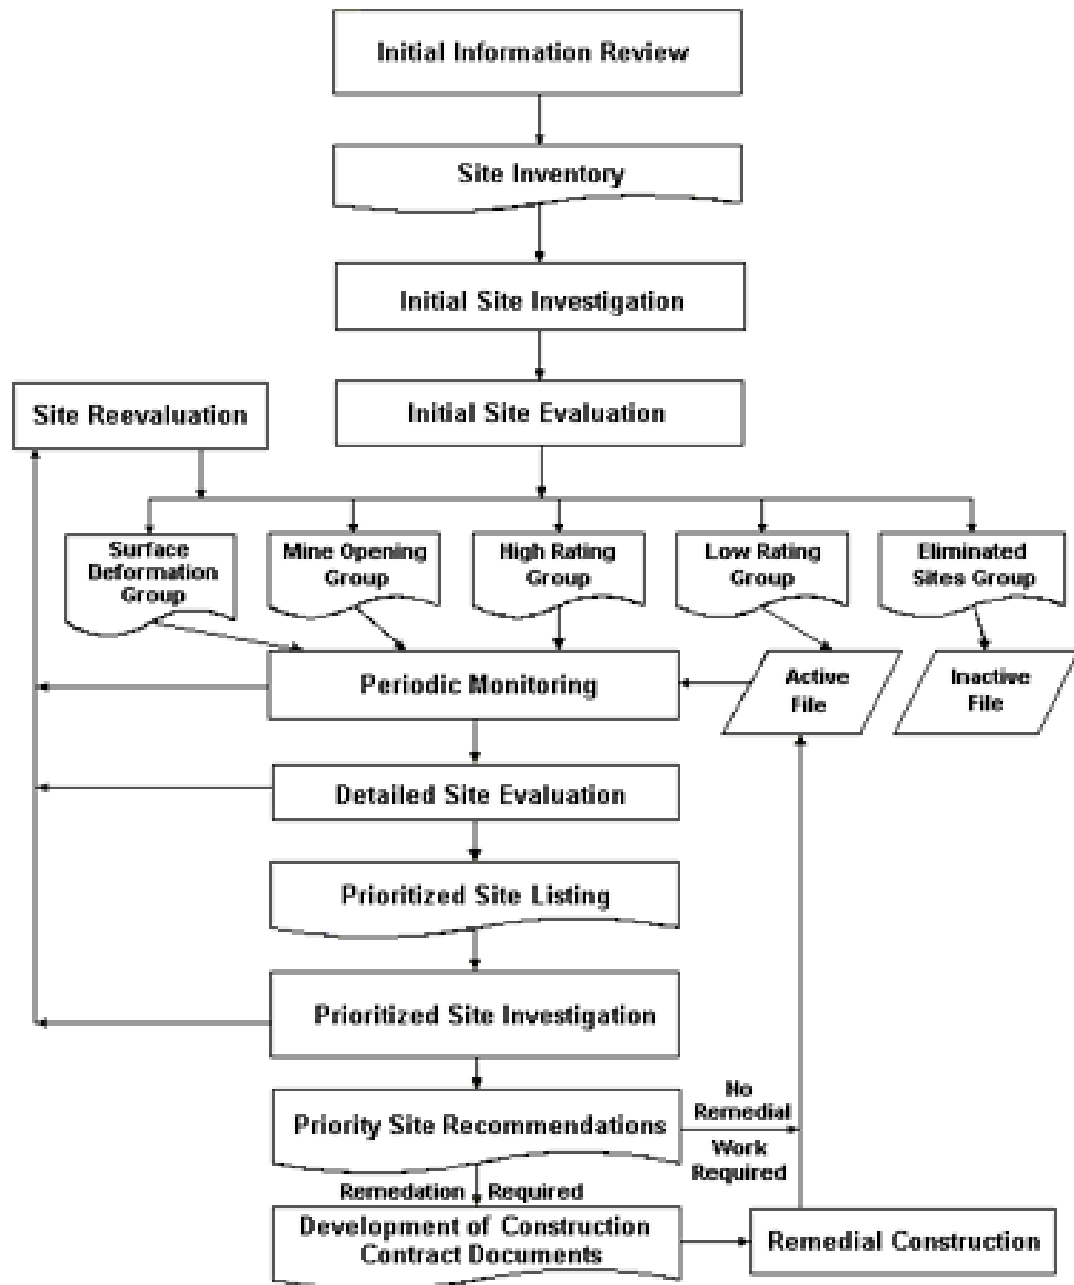 Initial Information Review
Site Inventory
Initial Site Investigation
Site Reevaluation
Initial Site Evaluation
Surface
Deformation
Group
Mine Opening
Group
High Rating
Group
Low Rating
Group
Eliminated
Sites Group
Periodic Monitoring
Active
File
Inactive
File
Detailed Site Evaluation
Prioritized Site Listing
Prioritized Site Investigation
Priority Site Recommendations
No
Remedial
Work
Required
Remedation Required
Development of Construction
Contract Documents
Remedial Construction